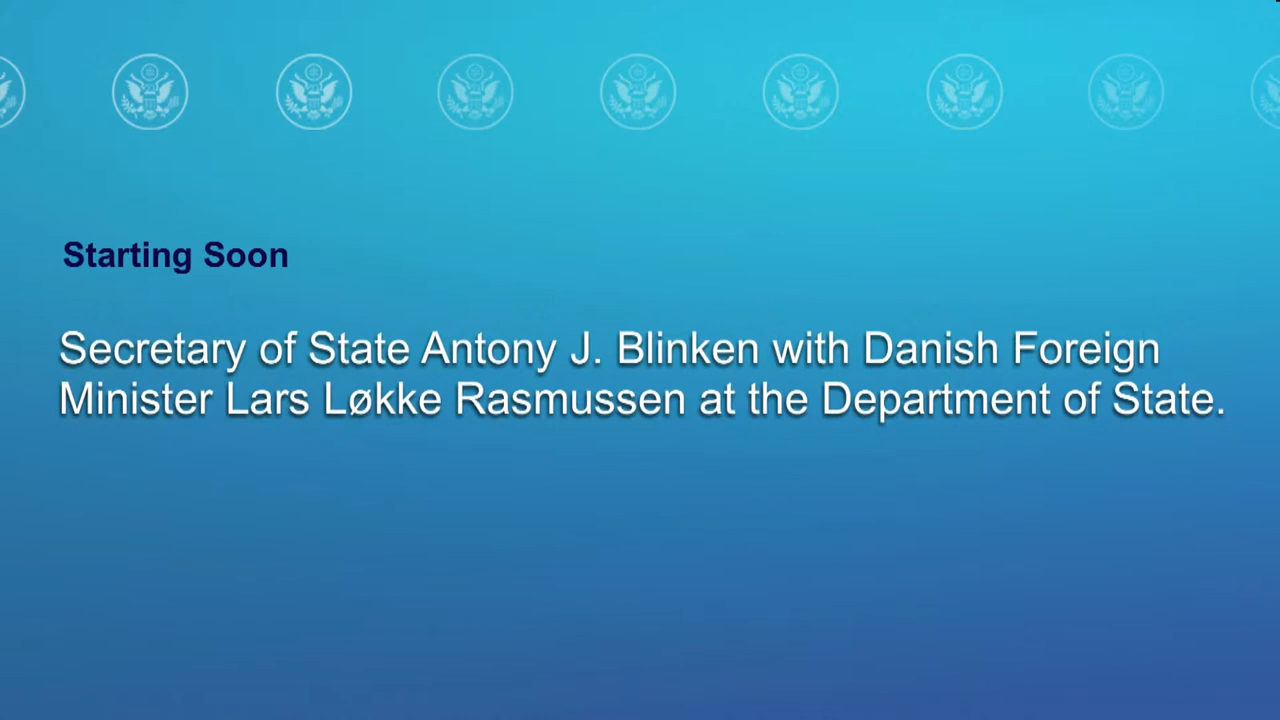 Starting Soon
Secretary of State Antony J. Blinken with Danish Foreign
Minister Lars Løkke Rasmussen at the Department of State.